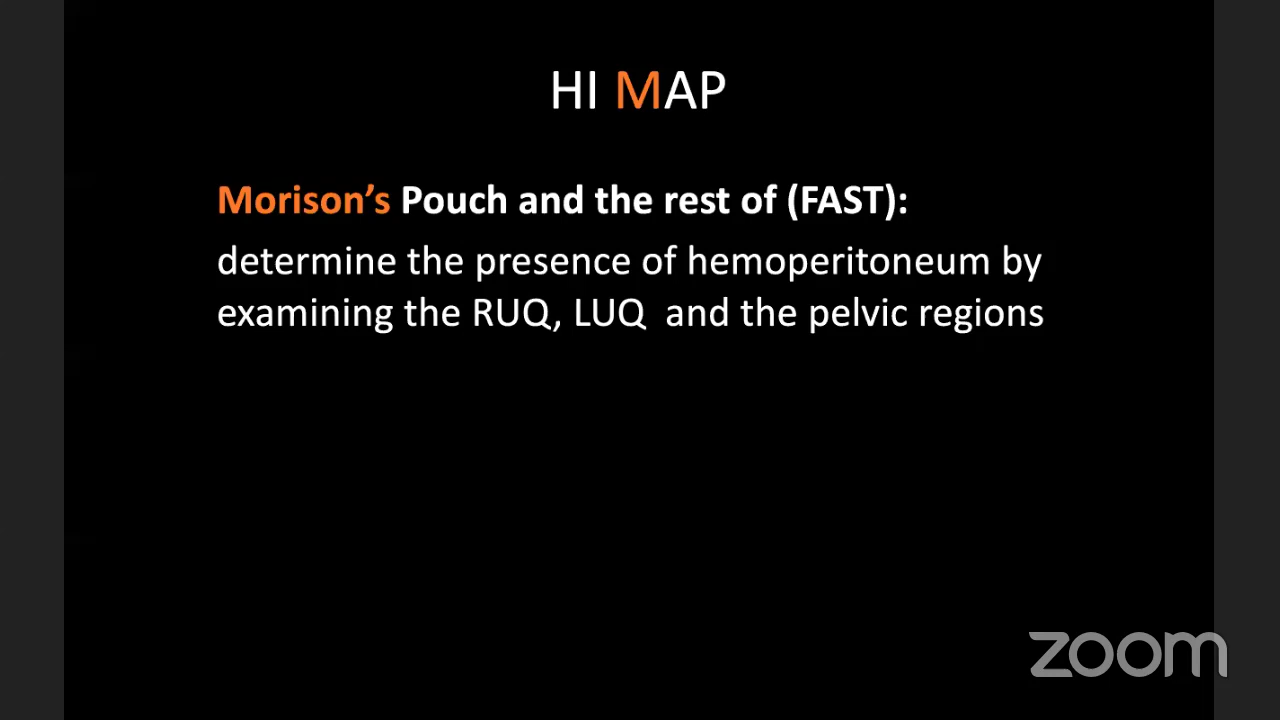 HI MAP
Morison’s Pouch and the rest of (FAST):
determine the presence of hemoperitoneum by
examining the RUQ, LUQ and the pelvic regions
zoom